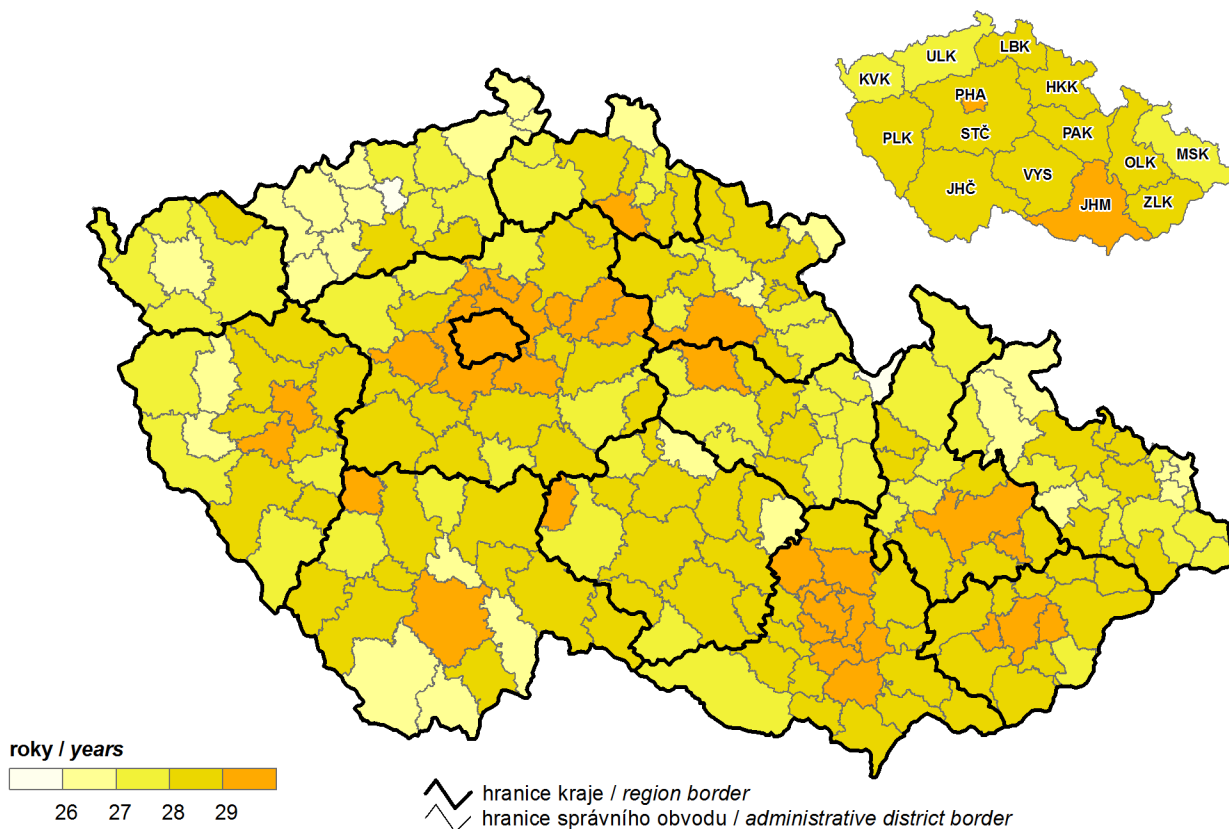 LBK
ULK
KVK
HKK
PHA
STČ
PAK
PLK
MSK
OLK
VYS
JHČ
ZLK
JHM
roky / years
26 27 28 29
hranice kraje / region border
hranice správního obvodu / administrative district border